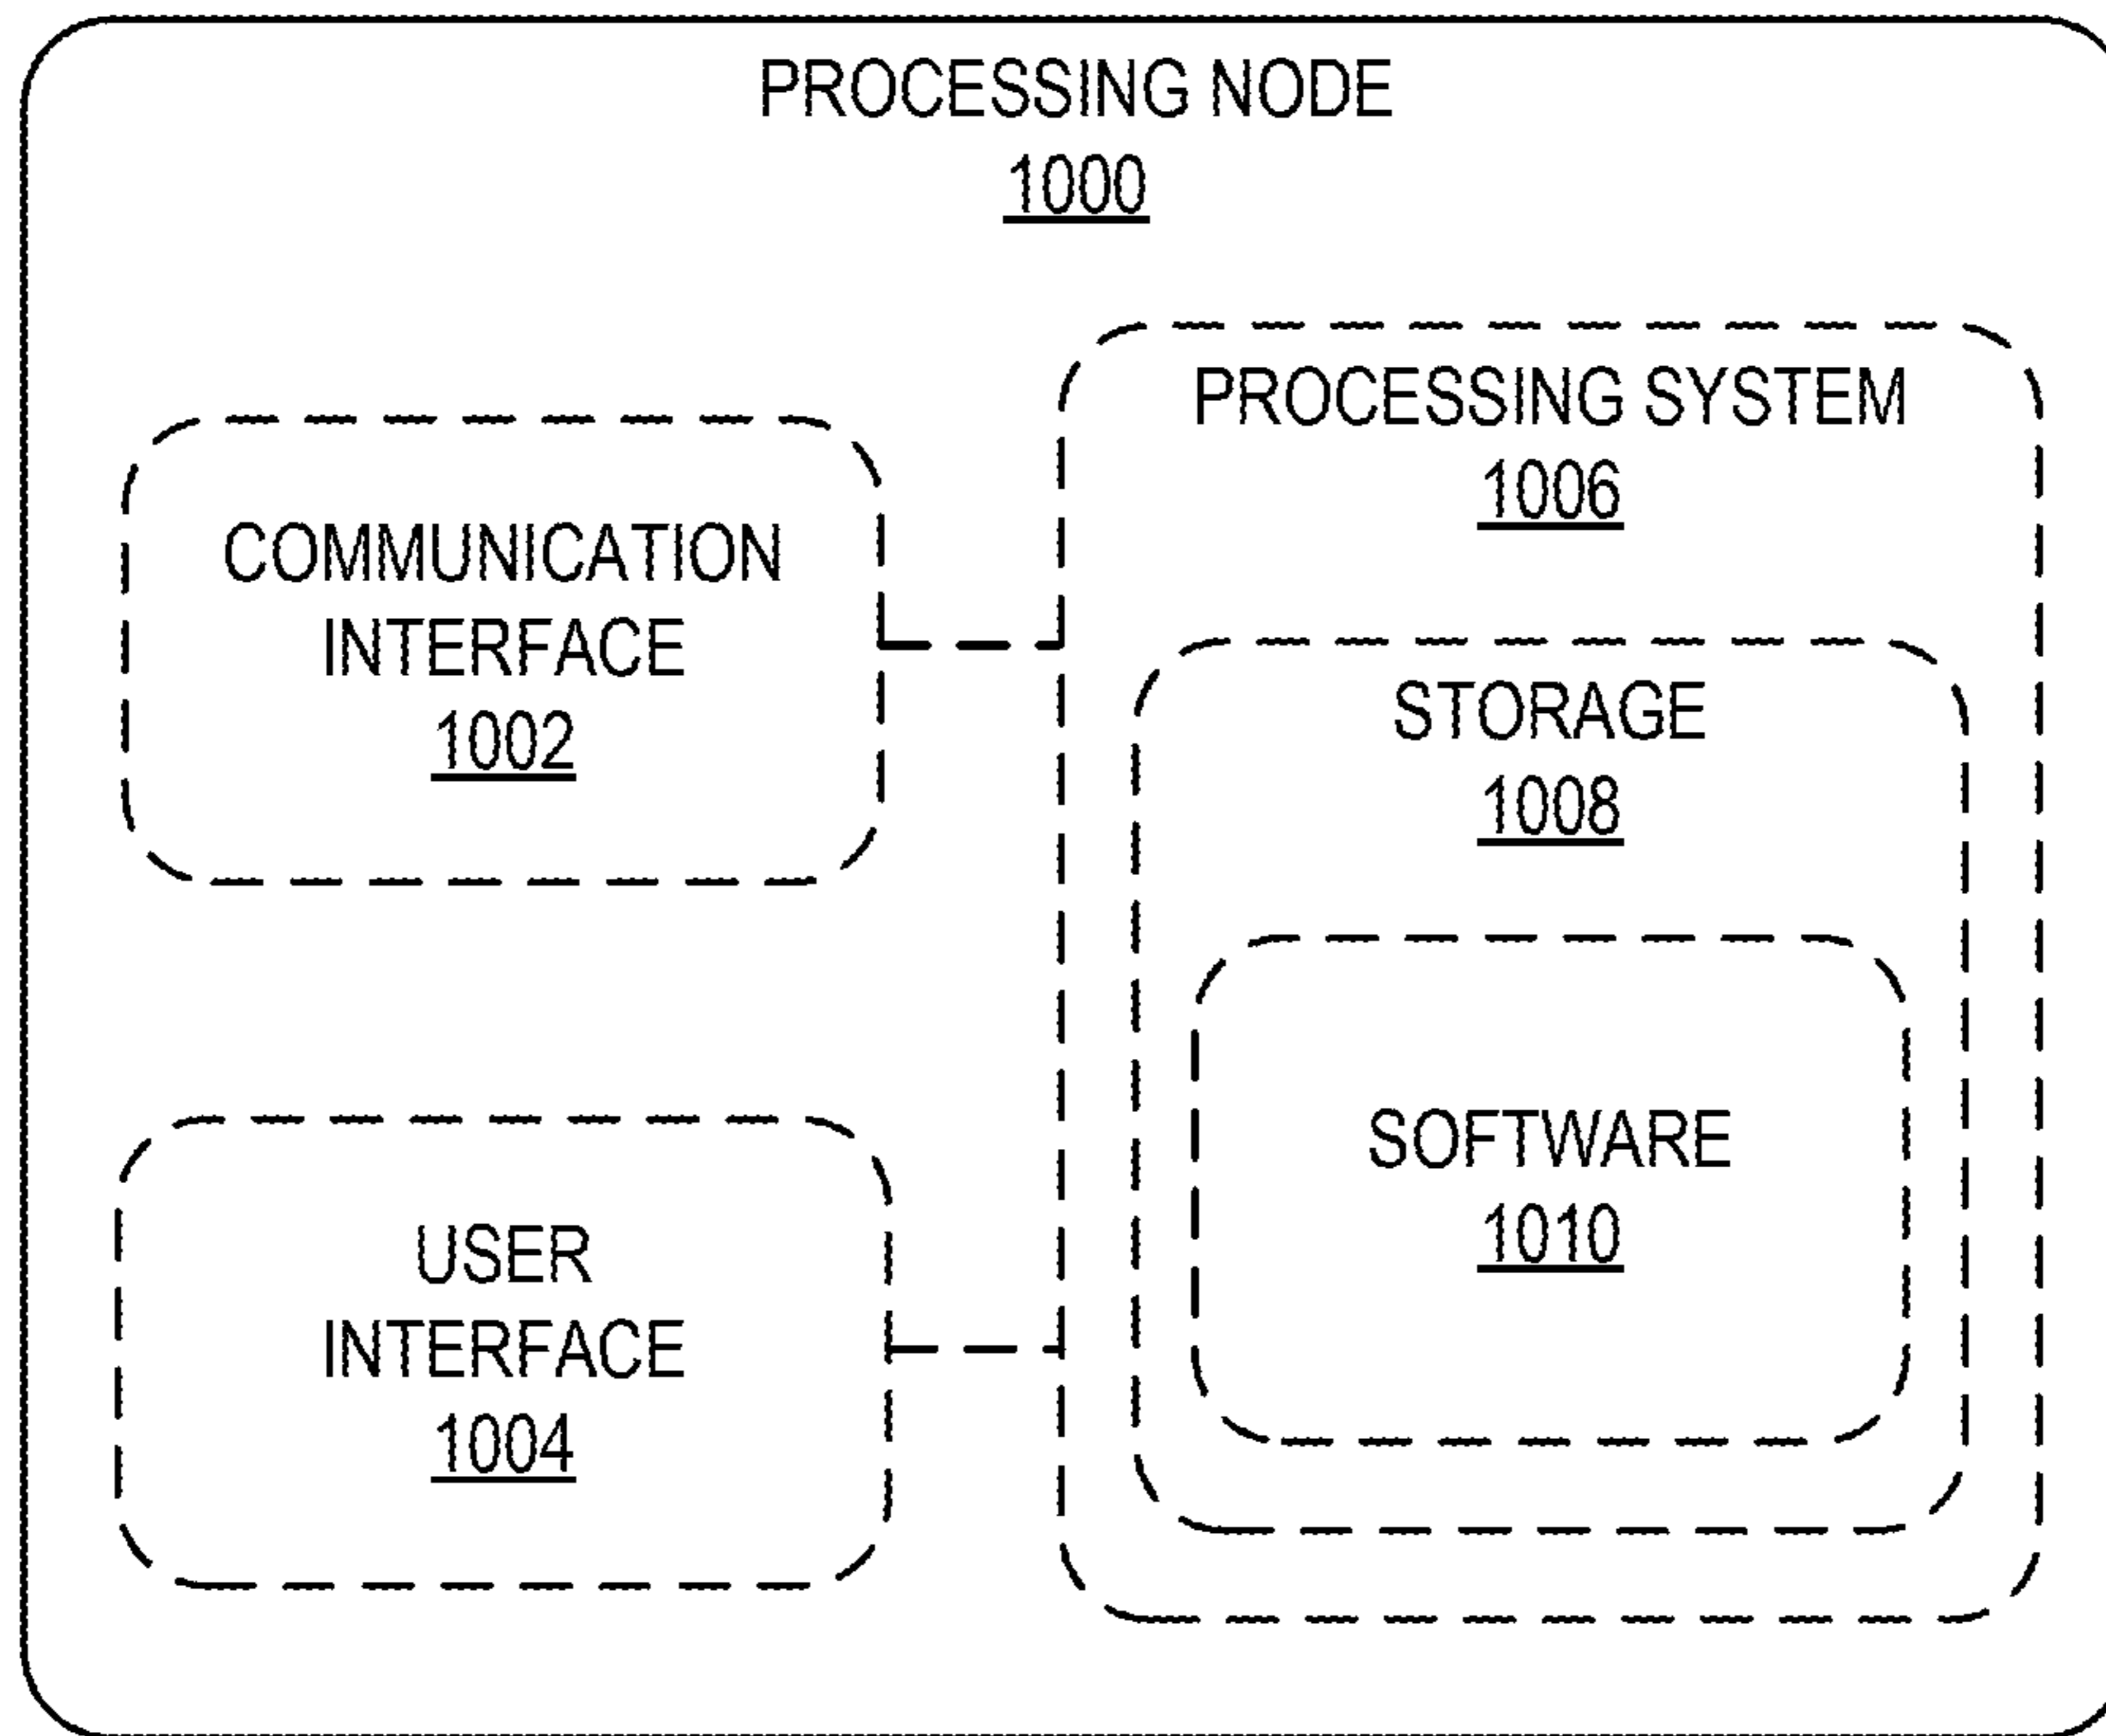 PROCESSING NODE
1000
COMMUNICATION
INTERFACE
1002
USER
INTERFACE
1004
PROCESSING SYSTEM
1006
STORAGE
1008
SOFTWARE
1010